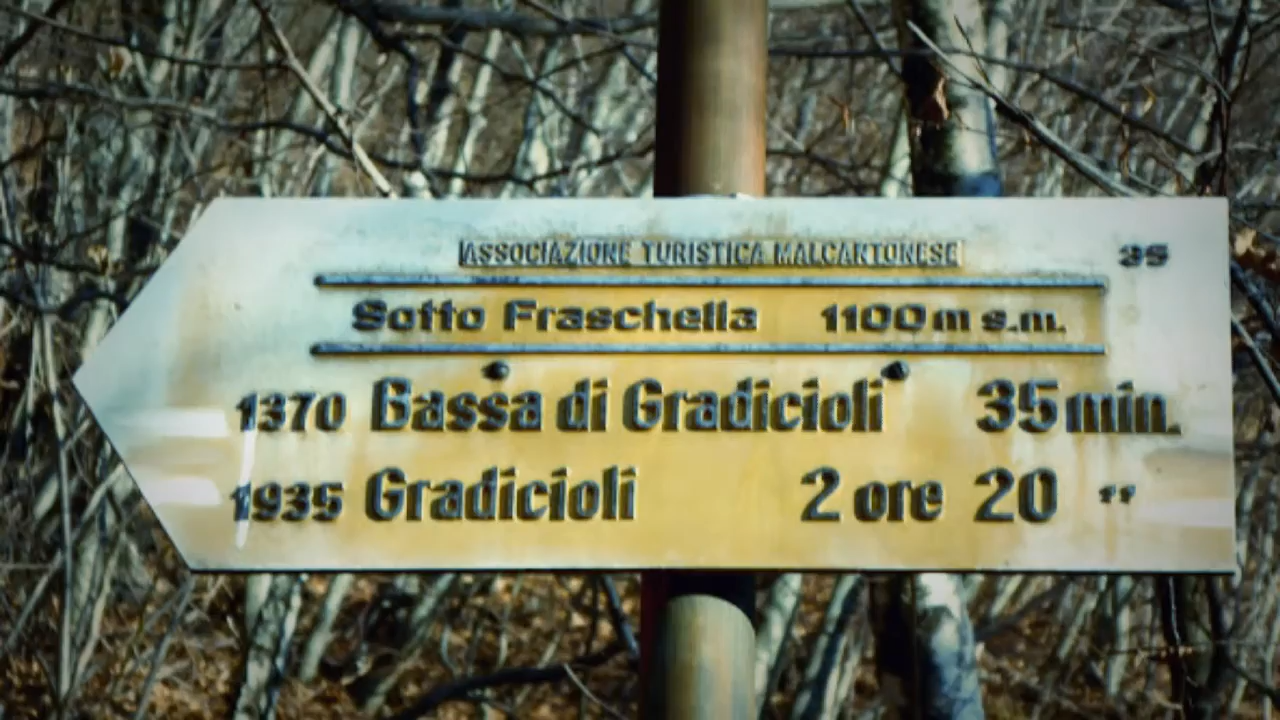 ASSOCIAZIONE TURISTICA MALCANTONESE 35
Sotto Fraschella 1100 m s.m.
1370 Bassa di Gradicioli 35 min.
1935 Gradicioli 2 ore 20 "